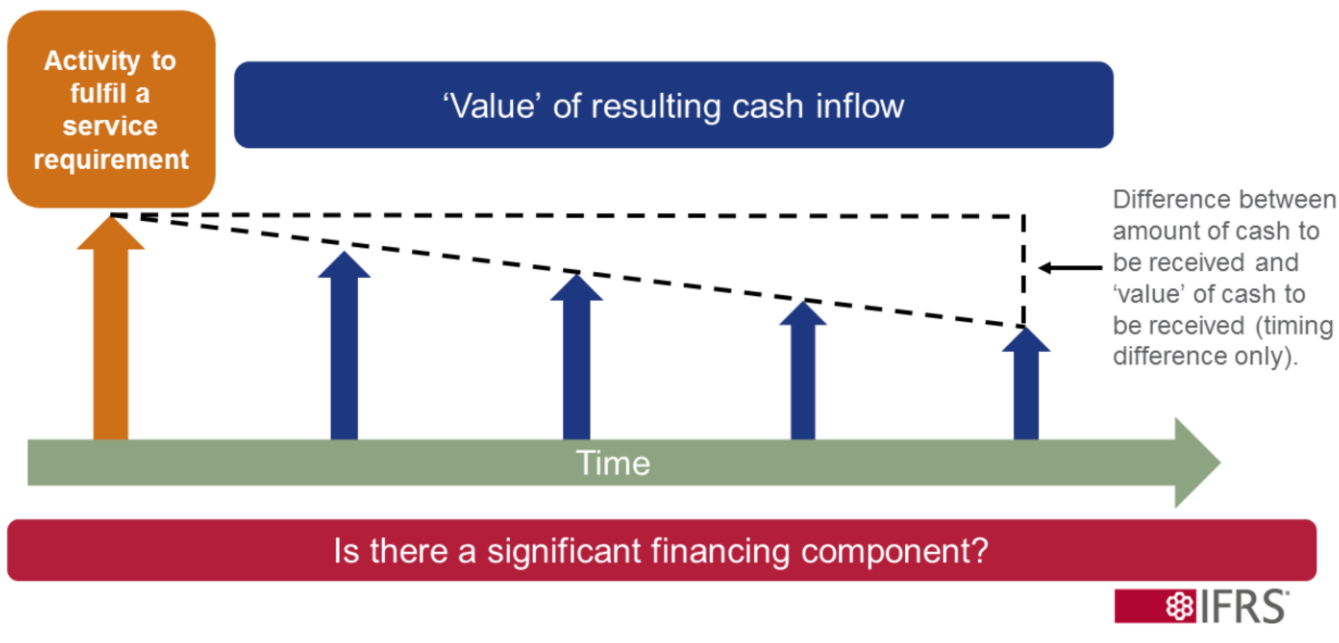 Activity to
fulfil a
service
requirement
‘Value’ of resulting cash inflow
Difference between
amount of cash to
be received and
‘value’ of cash to
be received (timing
difference only).
Time
Is there a significant financing component?
IFRS